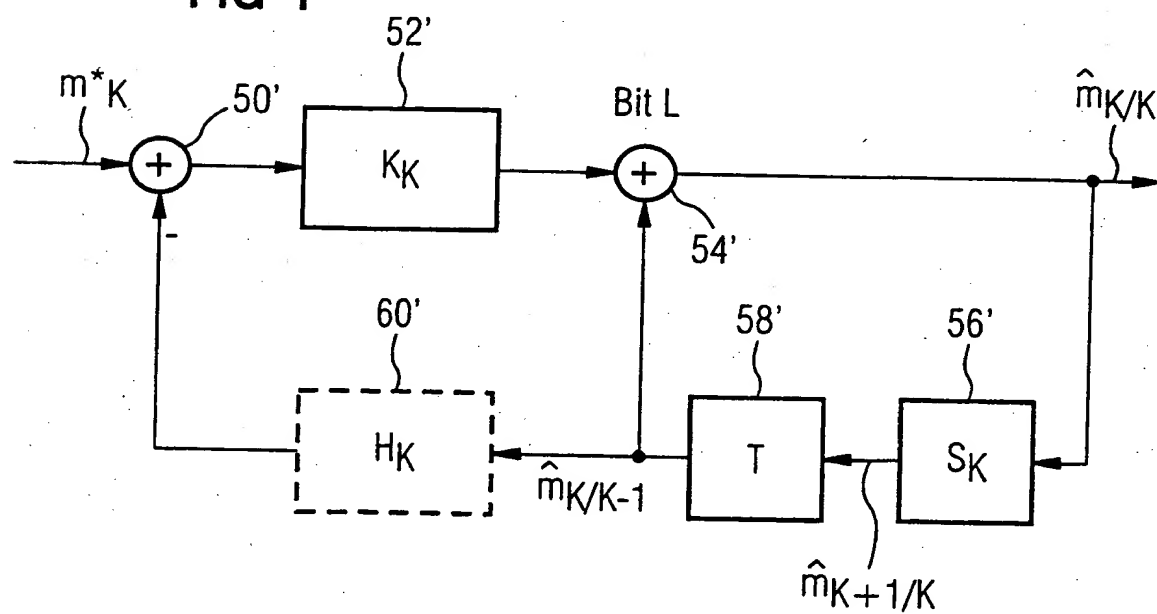 52'
m*K
50'
Bit L
m̂K/K
+
KK
+
-
54'
60'
58'
56'
HK
T
SK
m̂K/K-1
m̂K+1/K